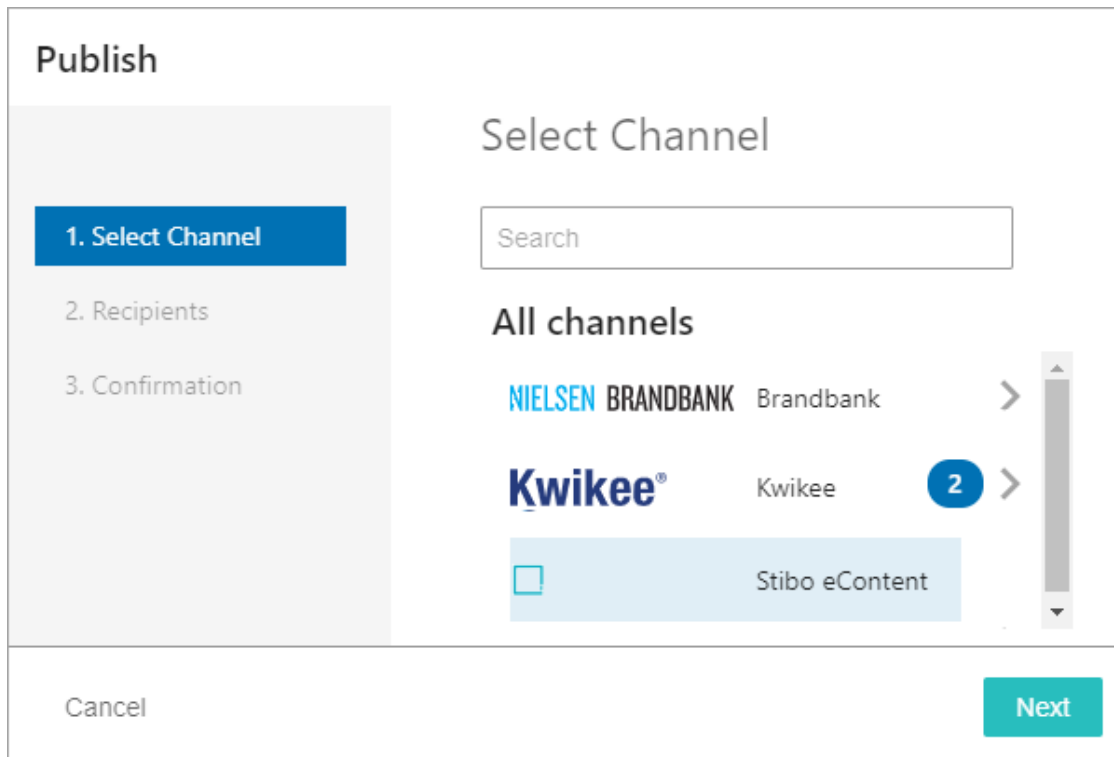 Publish
Select Channel
1. Select Channel
Search
2. Recipients
All channels
3. Confirmation
NIELSEN BRANDBANK Brandbank
Kwikee® Kwikee 2
Stibo eContent
Cancel Next